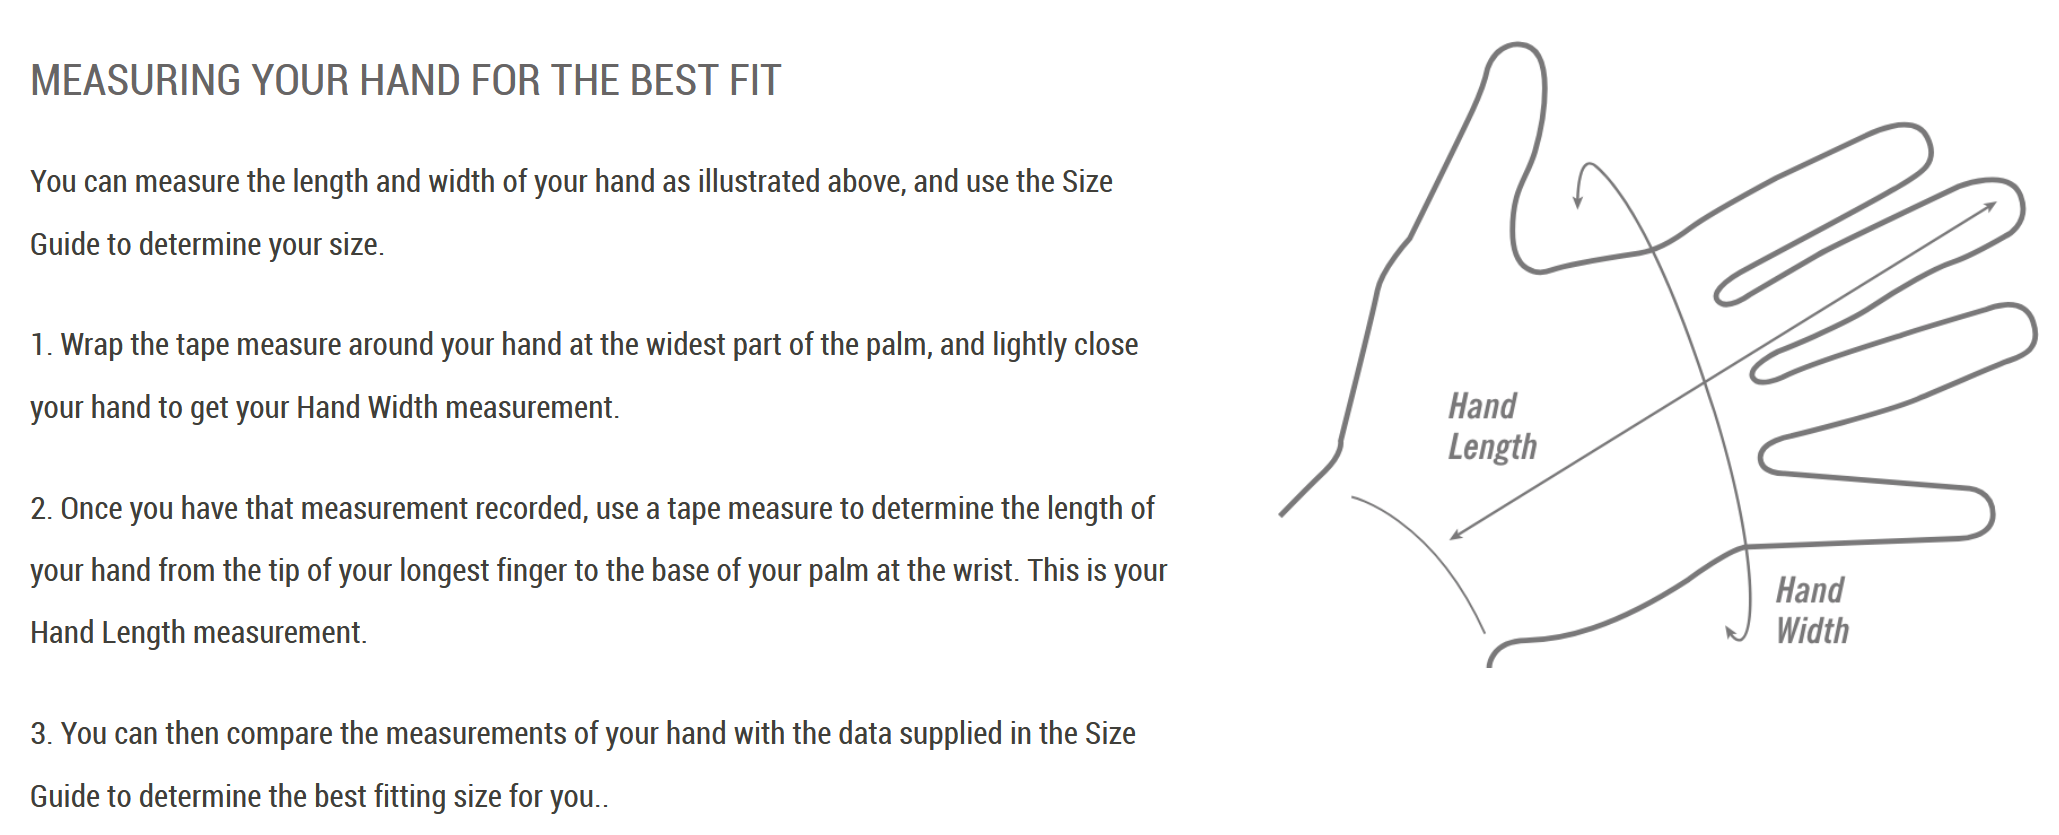 MEASURING YOUR HAND FOR THE BEST FIT
You can measure the length and width of your hand as illustrated above, and use the Size
Guide to determine your size.
1. Wrap the tape measure around your hand at the widest part of the palm, and lightly close
your hand to get your Hand Width measurement.
2. Once you have that measurement recorded, use a tape measure to determine the length of
your hand from the tip of your longest finger to the base of your palm at the wrist. This is your
Hand Length measurement.
3. You can then compare the measurements of your hand with the data supplied in the Size
Guide to determine the best fitting size for you..
Hand
Length
Hand
Width